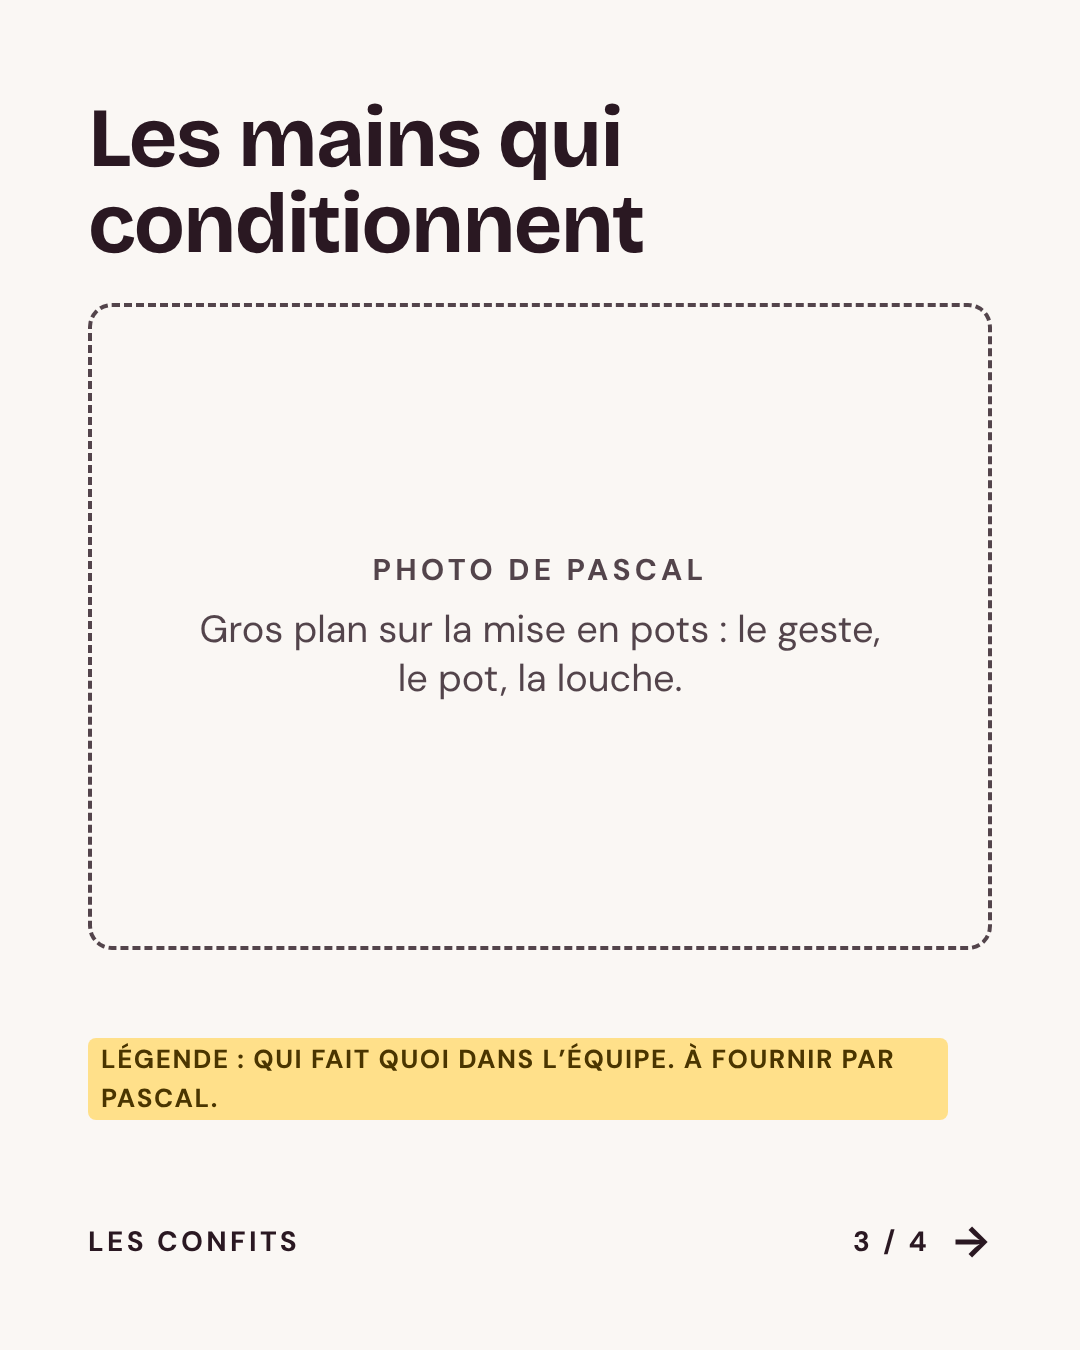 Les mains qui
conditionnent
PHOTO DE PASCAL
Gros plan sur la mise en pots : le geste,
le pot, la louche.
LÉGENDE : QUI FAIT QUOI DANS L’ÉQUIPE. À FOURNIR PAR
PASCAL.
LES CONFITS
3 / 4 →